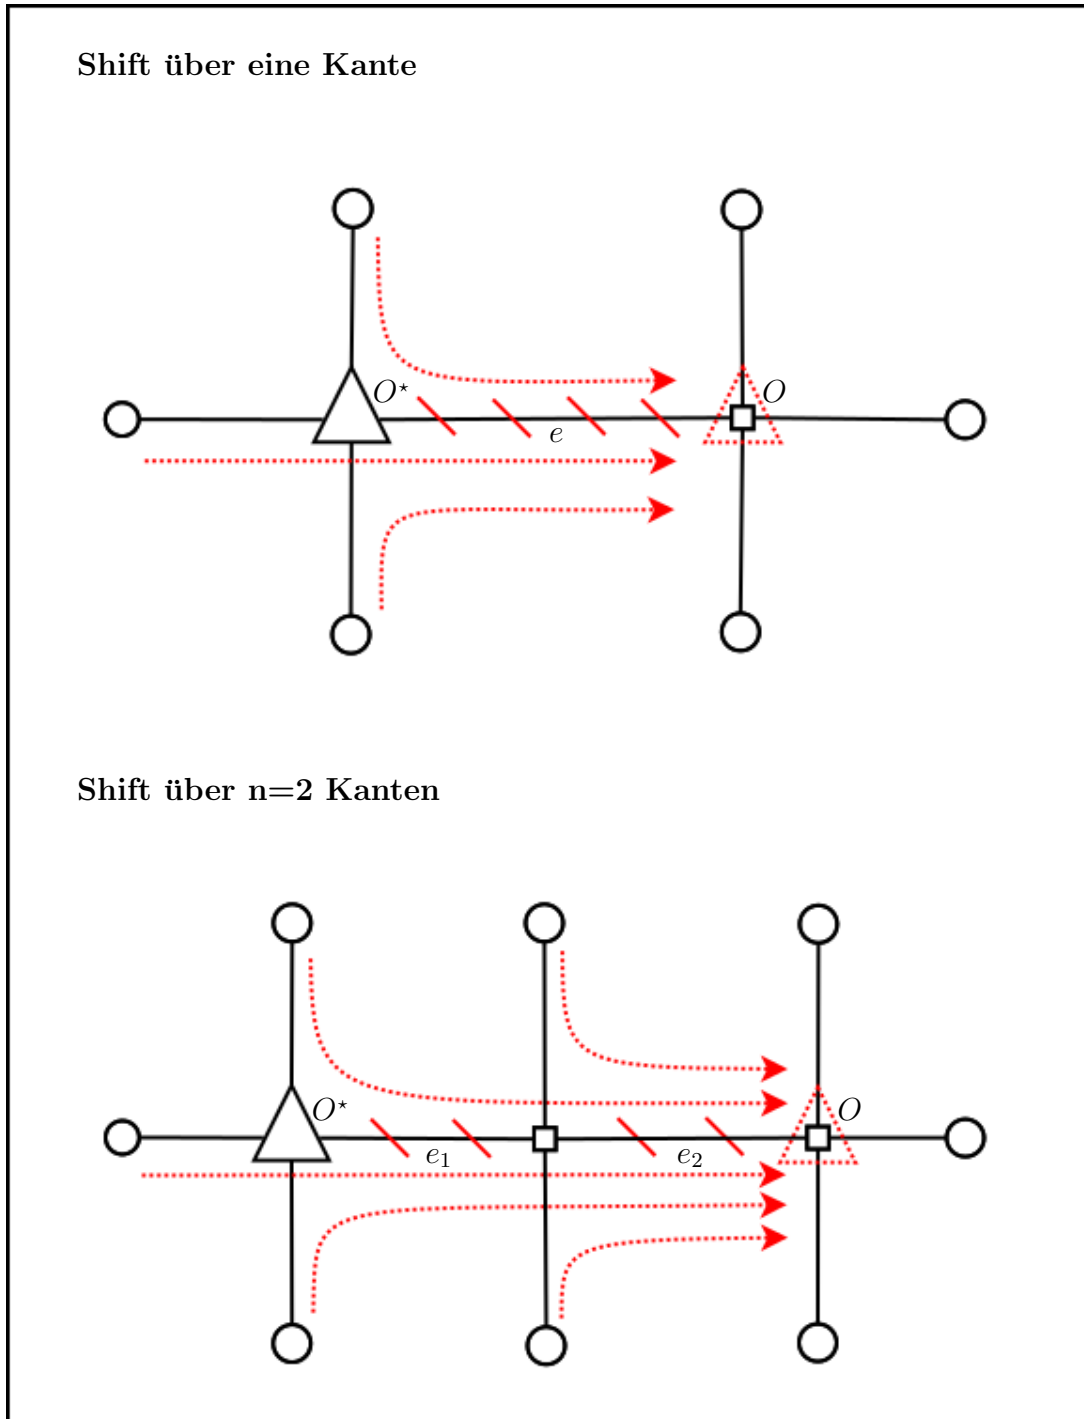 Shift über eine Kante
O⋆
O
e
Shift über n=2 Kanten
O⋆
O
e₁
e₂